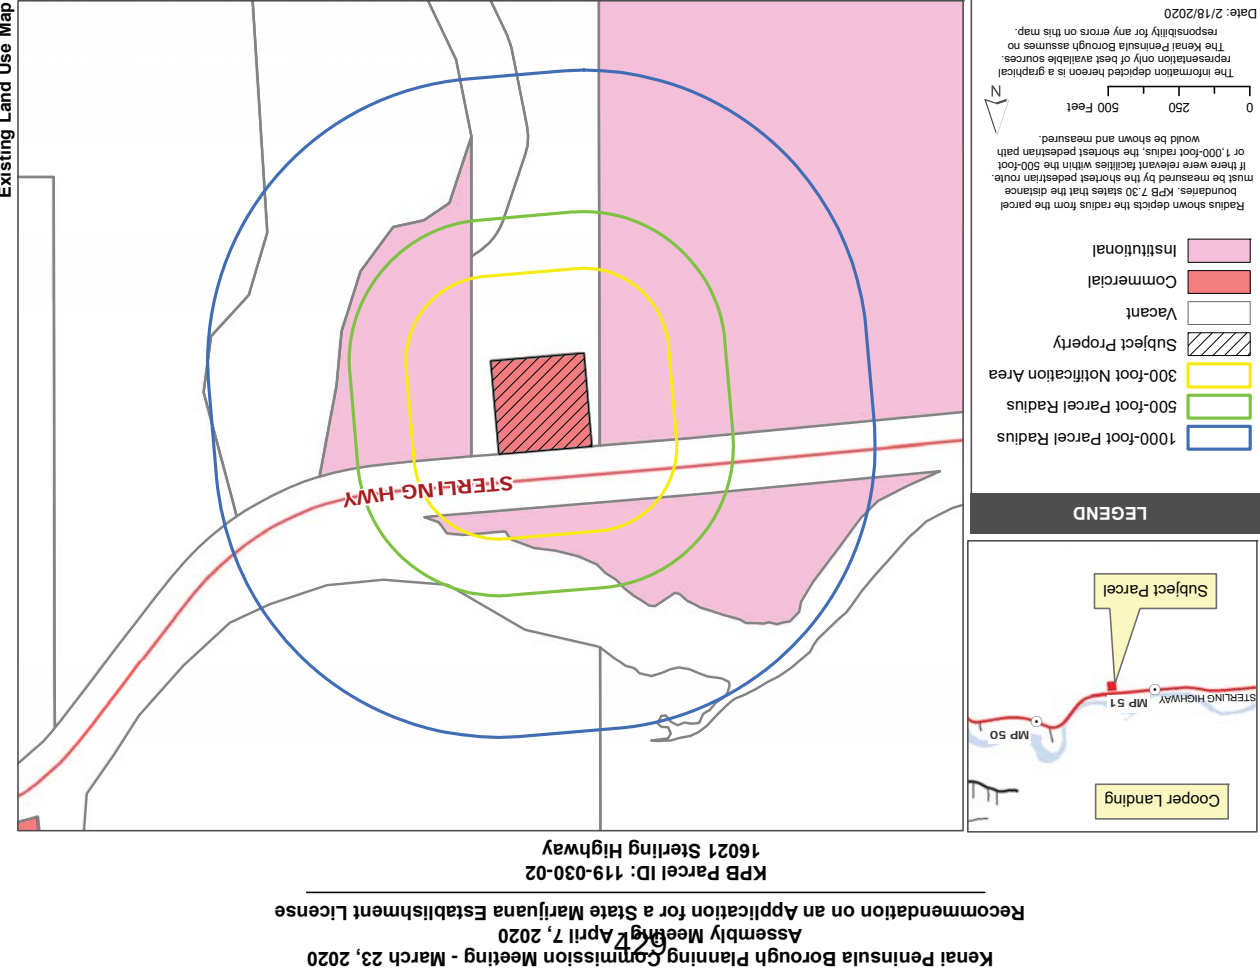 Kenai Peninsula Borough Planning Commission Meeting - March 23, 2020
Assembly Meeting - April 7, 2020
Recommendation on an Application for a State Marijuana Establishment License
KPB Parcel ID: 119-030-02
16021 Sterling Highway
429
Cooper Landing
MP 50
MP 51
STERLING HIGHWAY
Subject Parcel
LEGEND
1000-foot Parcel Radius
500-foot Parcel Radius
300-foot Notification Area
Subject Property
Vacant
Commercial
Institutional
Radius shown depicts the radius from the parcel
boundaries. KPB 7.30 states that the distance
must be measured by the shortest pedestrian route.
If there were relevant facilities within the 500-foot
or 1,000-foot radius, the shortest pedestrian path
would be shown and measured.
0 250 500 Feet
N
The information depicted hereon is a graphical
representation only of best available sources.
The Kenai Peninsula Borough assumes no
responsibility for any errors on this map.
Date: 2/18/2020
STERLING HWY
Existing Land Use Map